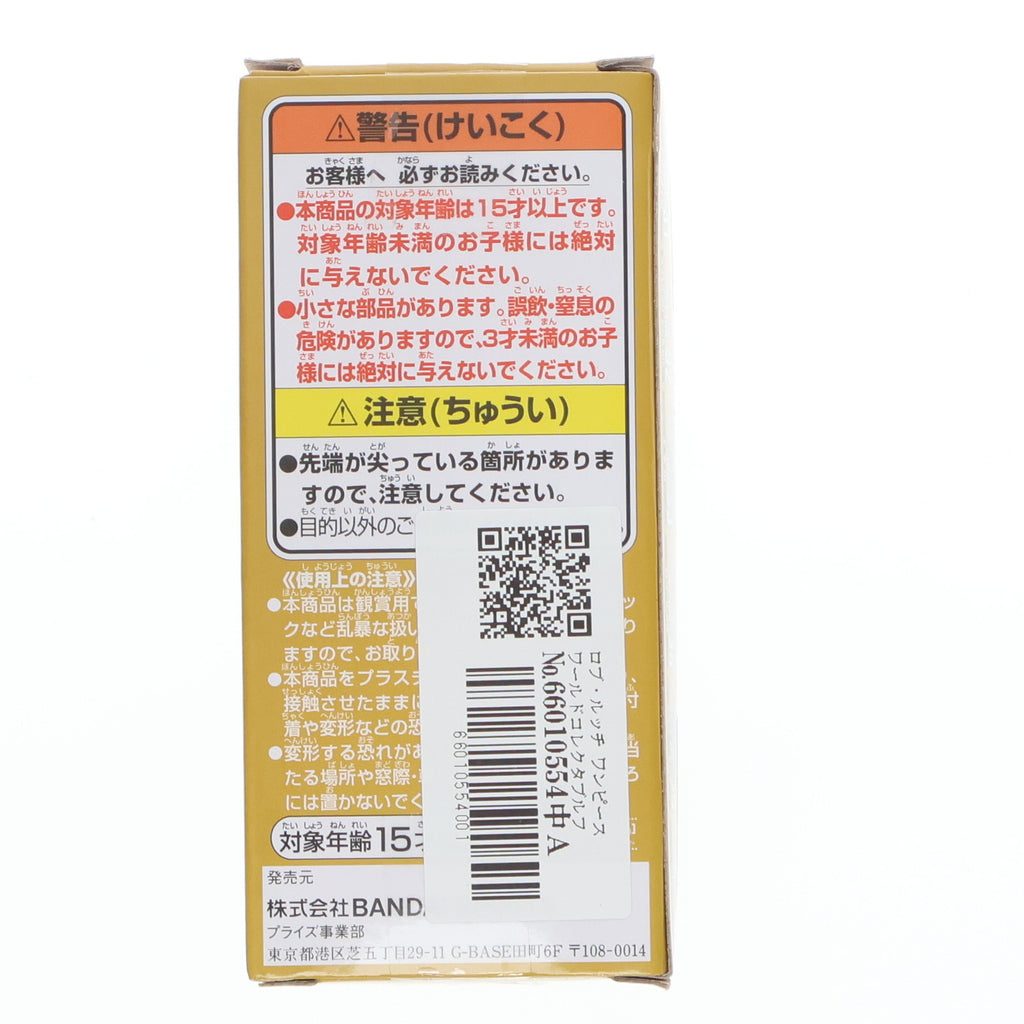 ⚠警告(けいこく)
お客様へ 必ずお読みください。
●本商品の対象年齢は15才以上です。
対象年齢未満のお子様には絶対
に与えないでください。
●小さな部品があります。誤飲・窒息の
危険がありますので、3才未満のお子
様には絶対に与えないでください。
⚠注意(ちゅうい)
●先端が尖っている箇所がありま
すので、注意してください。
●目的以外のご
《使用上の注意》
●本商品は観賞用で
クなど乱暴な扱い
ますので、お取り
●本商品をプラスチ
接触させたままに
着や変形などの恐
●変形する恐れがあ
たる場所や窓際・
には置かないでく
対象年齢15才
発売元
株式会社BANDA
プライズ事業部
東京都港区芝五丁目29-11 G-BASE田町6F 〒108-0014
ロブ・ルッチ ワンピース
ワールドコレクタブルフ
No.66010554中A
66010554001